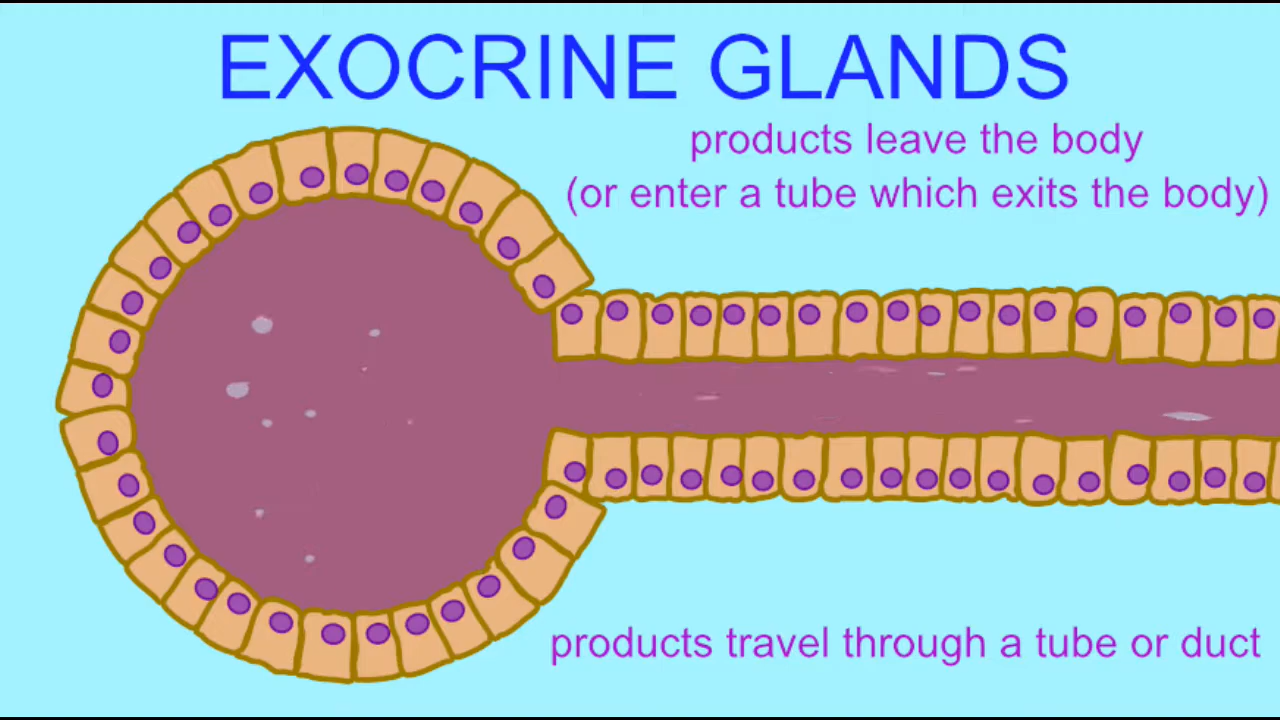 EXOCRINE GLANDS
products leave the body
(or enter a tube which exits the body)
products travel through a tube or duct